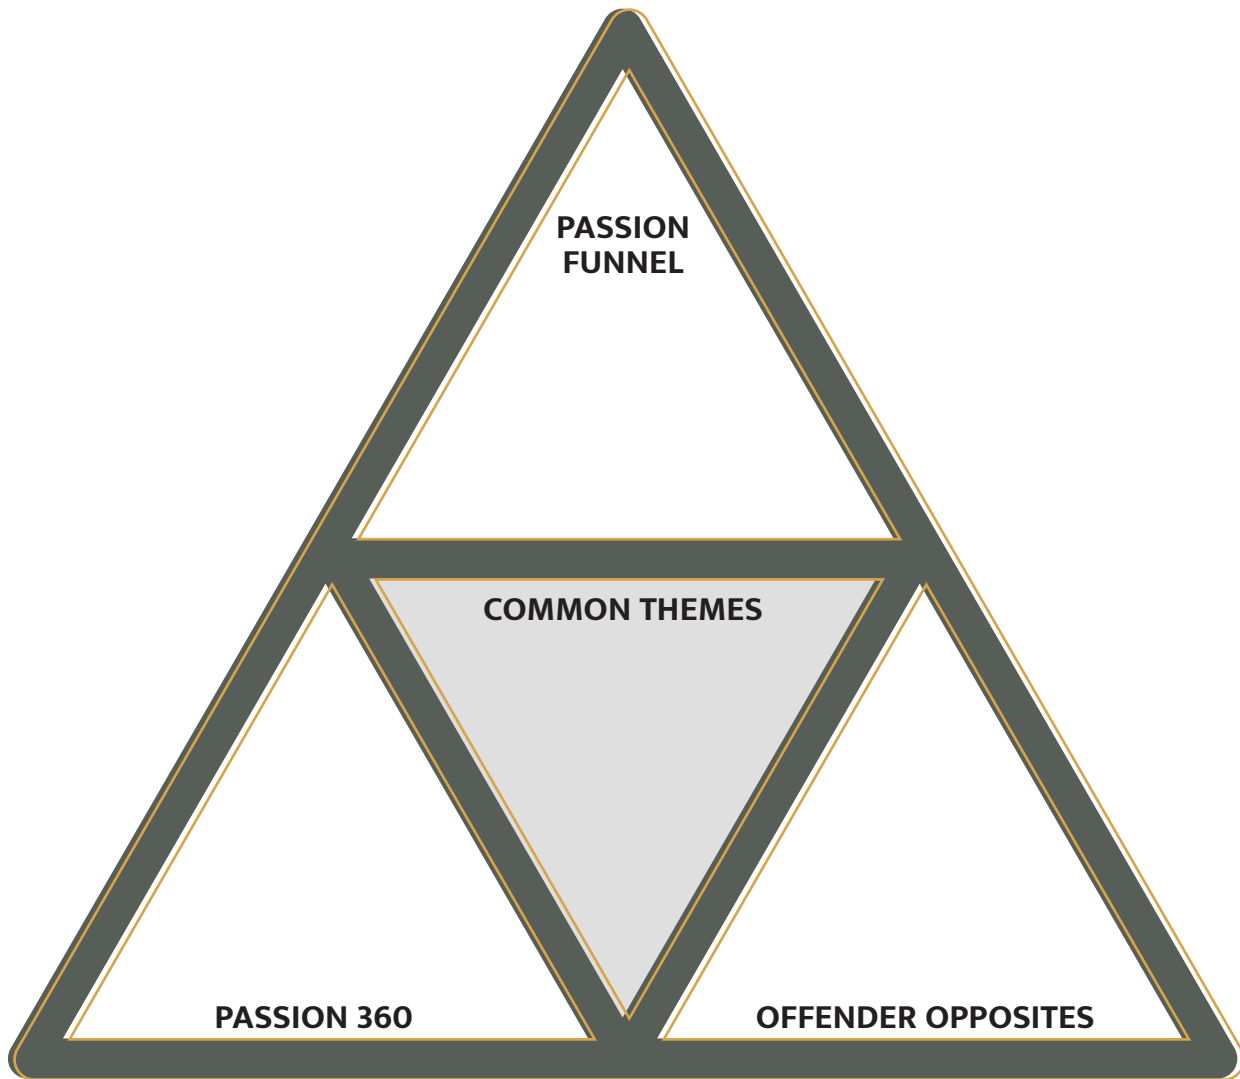 PASSION
FUNNEL
COMMON THEMES
PASSION 360
OFFENDER OPPOSITES